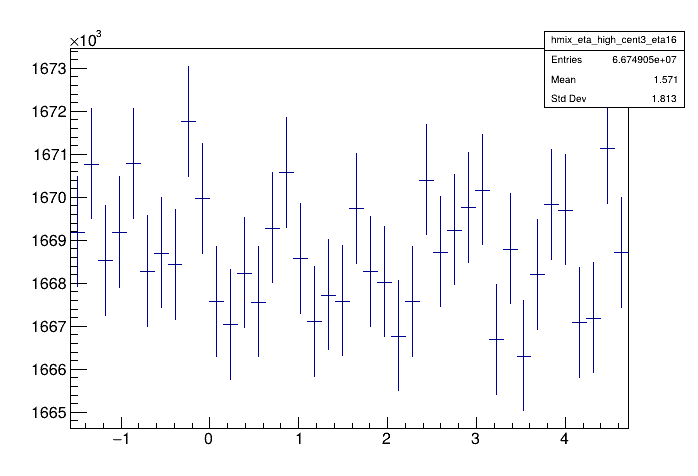 ×10³
hmix_eta_high_cent3_eta16
Entries 6.674905e+07
Mean 1.571
Std Dev 1.813
1673
1672
1671
1670
1669
1668
1667
1666
1665
−1 0 1 2 3 4